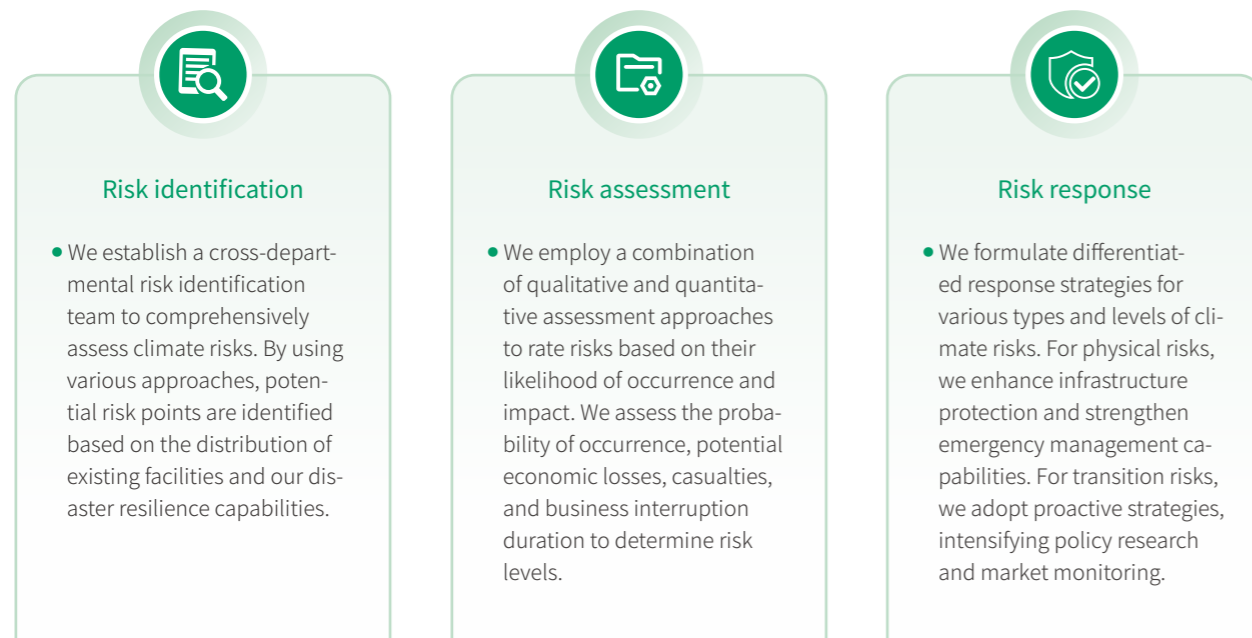 Risk identification
We establish a cross-depart-
mental risk identification
team to comprehensively
assess climate risks. By using
various approaches, poten-
tial risk points are identified
based on the distribution of
existing facilities and our dis-
aster resilience capabilities.
Risk assessment
We employ a combination
of qualitative and quantita-
tive assessment approaches
to rate risks based on their
likelihood of occurrence and
impact. We assess the proba-
bility of occurrence, potential
economic losses, casualties,
and business interruption
duration to determine risk
levels.
Risk response
We formulate differentiat-
ed response strategies for
various types and levels of cli-
mate risks. For physical risks,
we enhance infrastructure
protection and strengthen
emergency management ca-
pabilities. For transition risks,
we adopt proactive strategies,
intensifying policy research
and market monitoring.